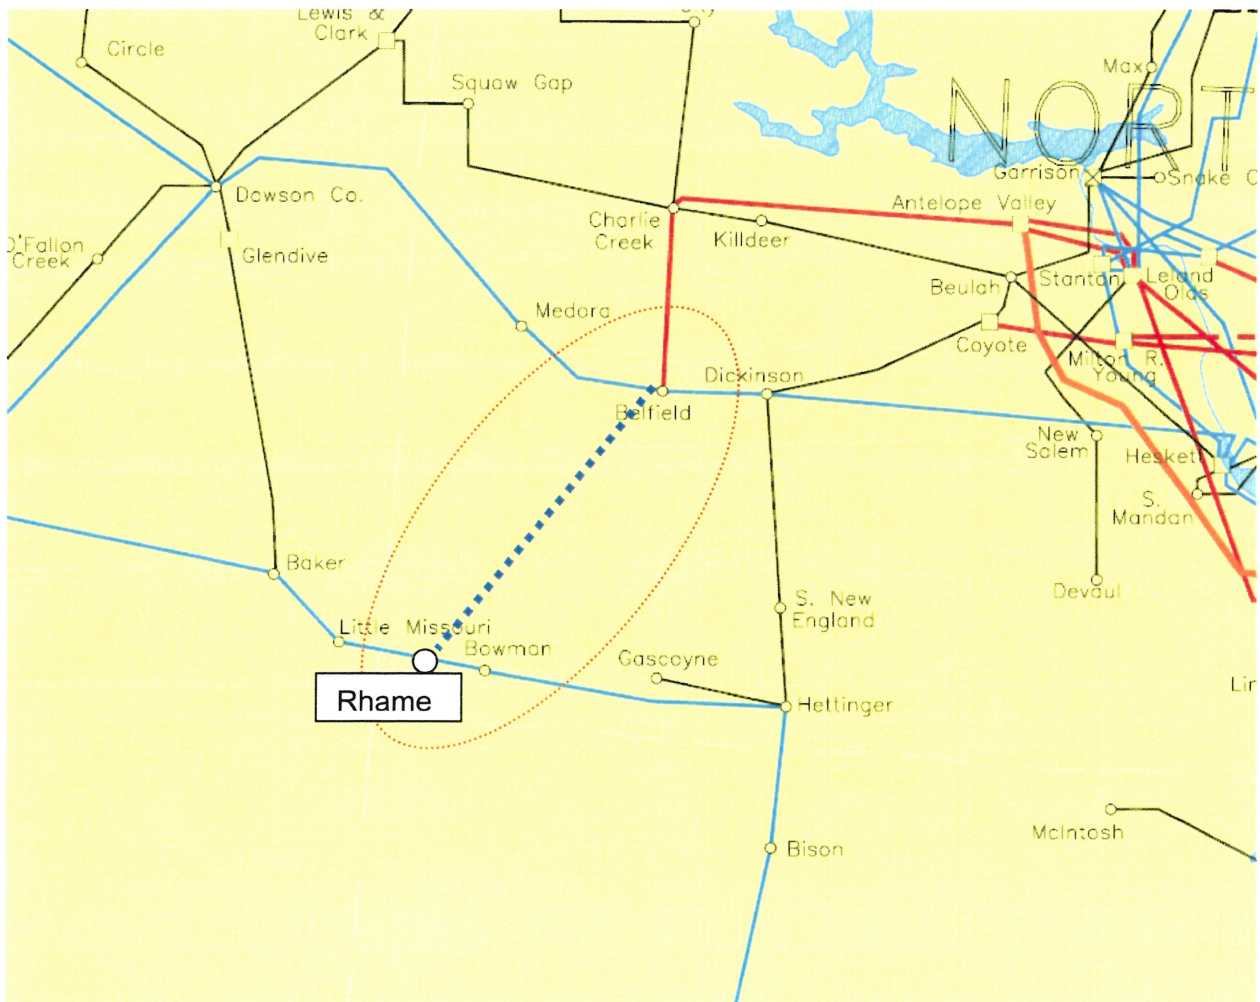 Lewis &
Clark
Circle
Squaw Gap
Max
NORT
Garrison
Snake C
Dawson Co.
Antelope Valley
Charlie
Creek
Killdeer
O'Fallon
Creek
Glendive
Beulah
Stanton
Leland
Olds
Medora
Coyote
Milton R.
Young
Dickinson
Belfield
New
Salem
Heskett
S.
Mandan
Baker
Devaul
S. New
England
Little Missouri
Bowman
Gascoyne
Lin
Rhame
Hettinger
McIntosh
Bison